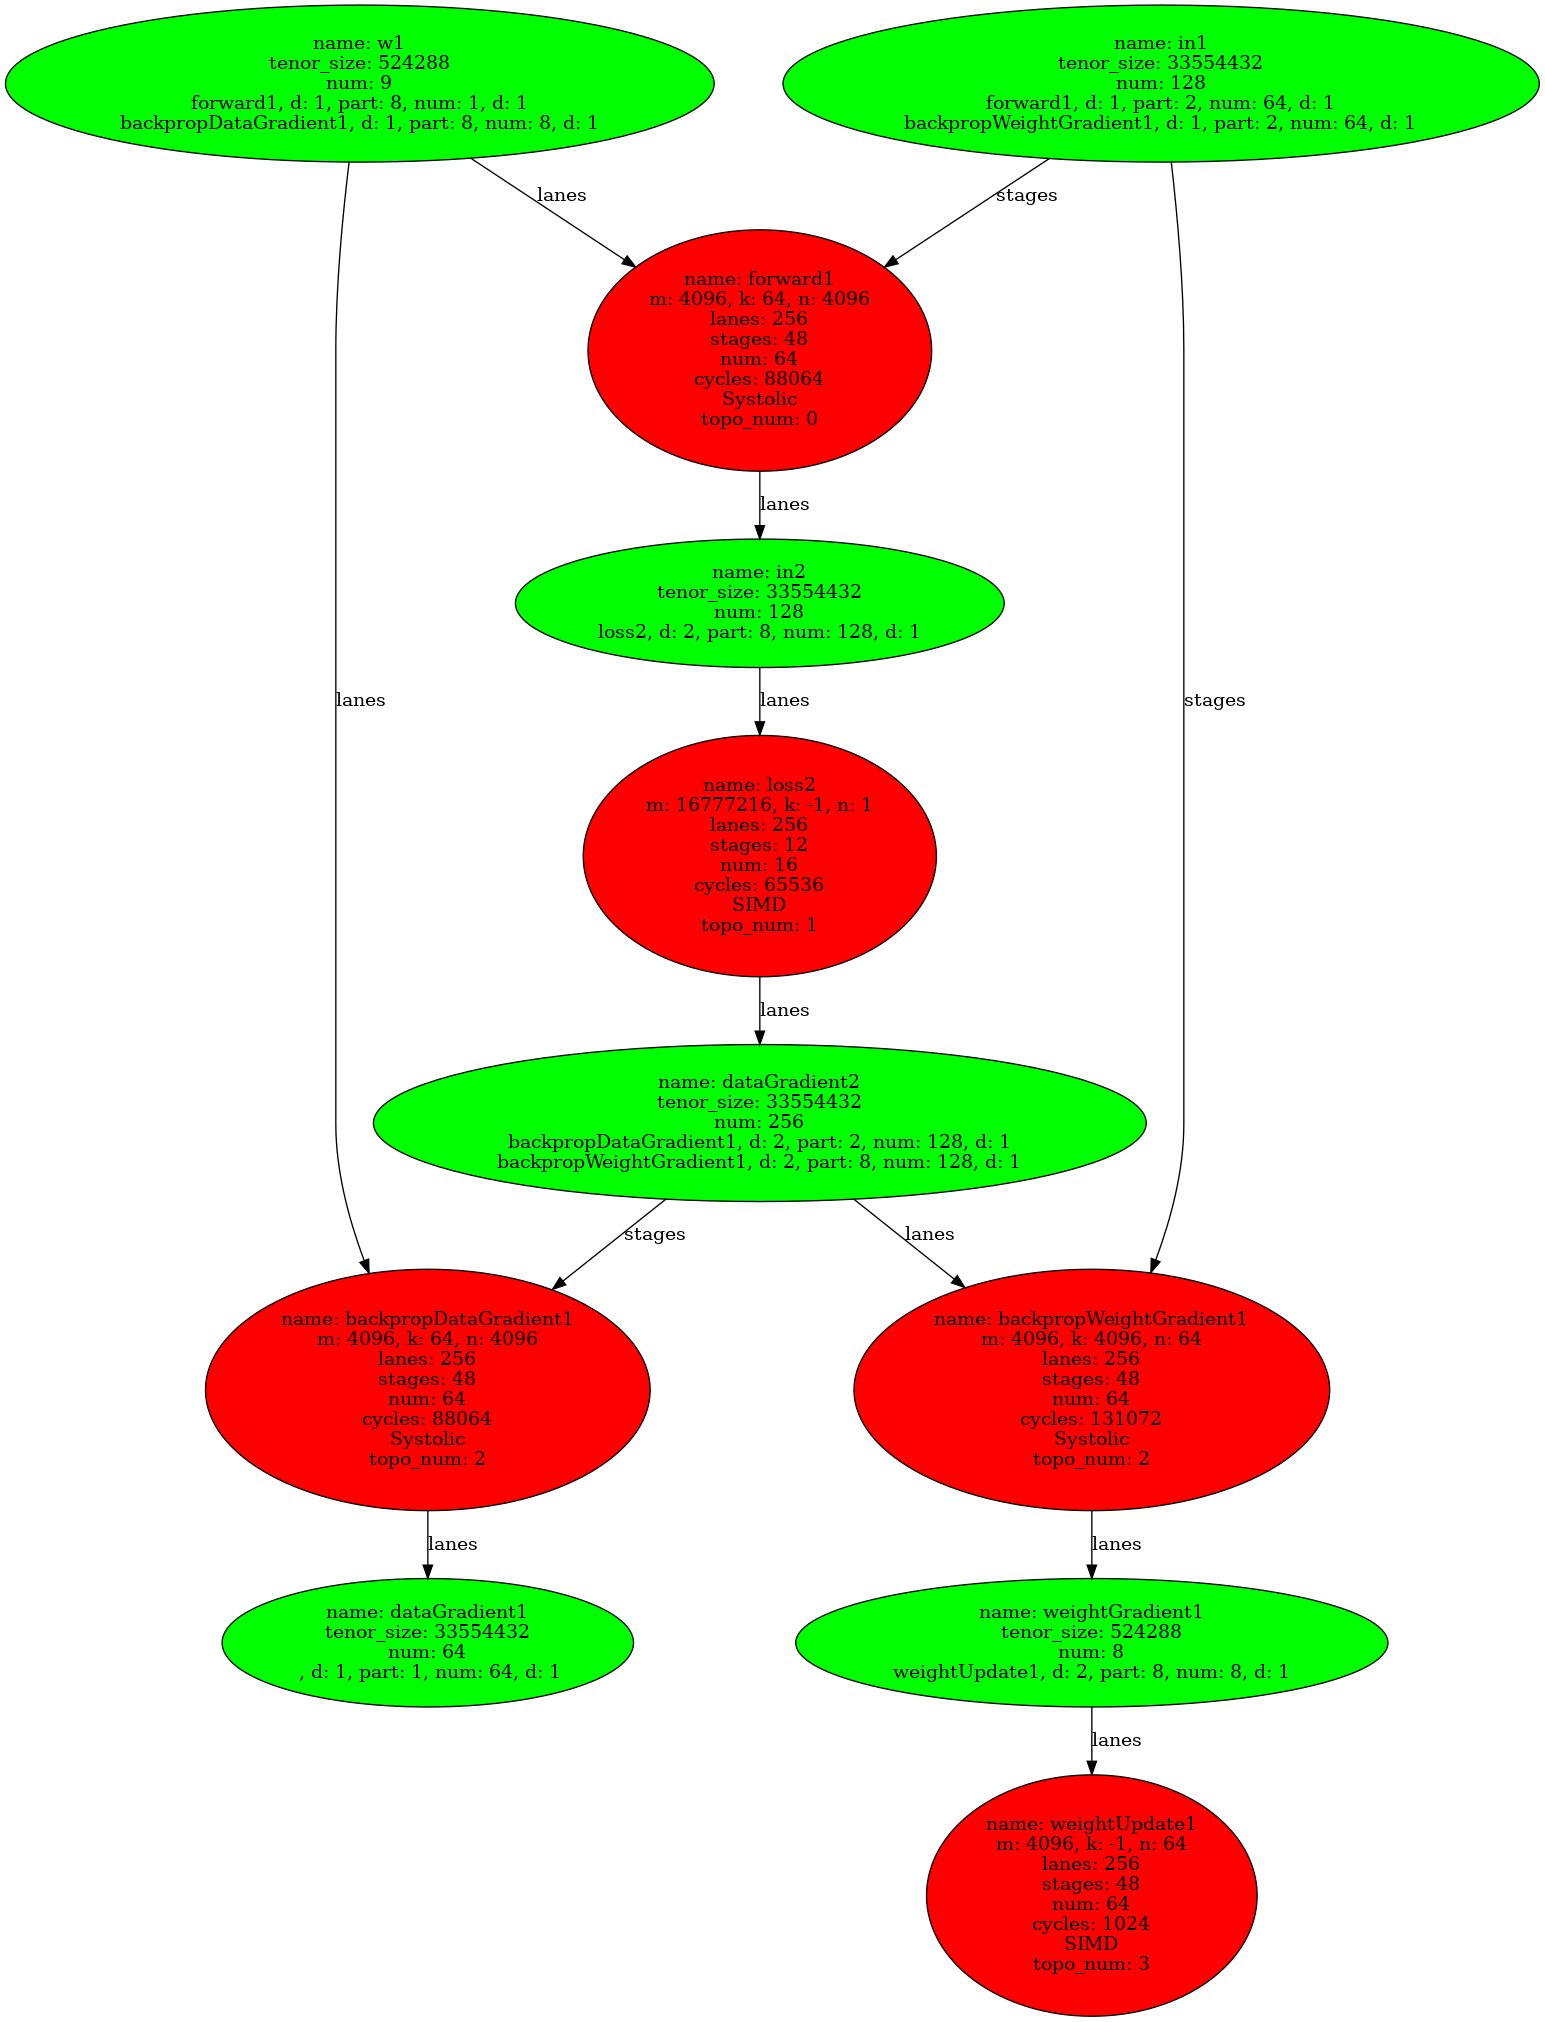 name: w1
tenor_size: 524288
num: 9
forward1, d: 1, part: 8, num: 1, d: 1
backpropDataGradient1, d: 1, part: 8, num: 8, d: 1
name: in1
tenor_size: 33554432
num: 128
forward1, d: 1, part: 2, num: 64, d: 1
backpropWeightGradient1, d: 1, part: 2, num: 64, d: 1
lanes
stages
name: forward1
m: 4096, k: 64, n: 4096
lanes: 256
stages: 48
num: 64
cycles: 88064
Systolic
topo_num: 0
lanes
name: in2
tenor_size: 33554432
num: 128
loss2, d: 2, part: 8, num: 128, d: 1
lanes
lanes
stages
name: loss2
m: 16777216, k: -1, n: 1
lanes: 256
stages: 12
num: 16
cycles: 65536
SIMD
topo_num: 1
lanes
name: dataGradient2
tenor_size: 33554432
num: 256
backpropDataGradient1, d: 2, part: 2, num: 128, d: 1
backpropWeightGradient1, d: 2, part: 8, num: 128, d: 1
stages
lanes
name: backpropDataGradient1
m: 4096, k: 64, n: 4096
lanes: 256
stages: 48
num: 64
cycles: 88064
Systolic
topo_num: 2
name: backpropWeightGradient1
m: 4096, k: 4096, n: 64
lanes: 256
stages: 48
num: 64
cycles: 131072
Systolic
topo_num: 2
lanes
lanes
name: dataGradient1
tenor_size: 33554432
num: 64
, d: 1, part: 1, num: 64, d: 1
name: weightGradient1
tenor_size: 524288
num: 8
weightUpdate1, d: 2, part: 8, num: 8, d: 1
lanes
name: weightUpdate1
m: 4096, k: -1, n: 64
lanes: 256
stages: 48
num: 64
cycles: 1024
SIMD
topo_num: 3